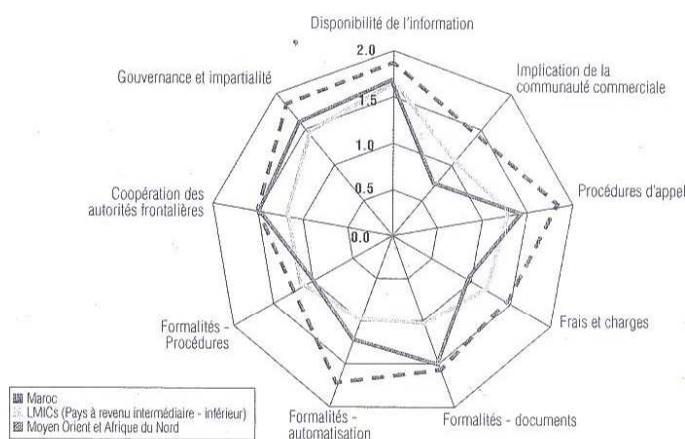 Disponibilité de l'information
2.0
Gouvernance et impartialité
Implication de la
communauté commerciale
1.5
1.0
Coopération des
autorités frontalières
Procédures d'appel
0.5
0.0
Formalités -
Procédures
Frais et charges
Formalités -
automatisation
Formalités - documents
Maroc
LMICs (Pays à revenu intermédiaire - inférieur)
Moyen Orient et Afrique du Nord